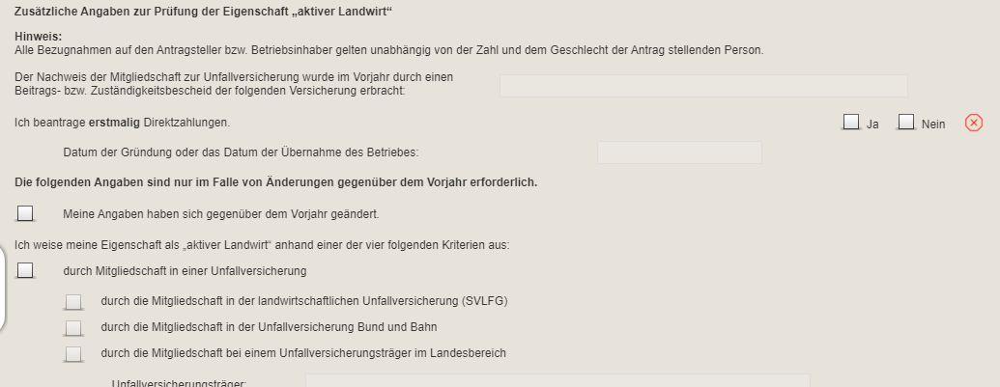 Zusätzliche Angaben zur Prüfung der Eigenschaft „aktiver Landwirt“
Hinweis:
Alle Bezugnahmen auf den Antragsteller bzw. Betriebsinhaber gelten unabhängig von der Zahl und dem Geschlecht der Antrag stellenden Person.
Der Nachweis der Mitgliedschaft zur Unfallversicherung wurde im Vorjahr durch einen
Beitrags- bzw. Zuständigkeitsbescheid der folgenden Versicherung erbracht:
Ich beantrage erstmalig Direktzahlungen.
Ja
Nein
Datum der Gründung oder das Datum der Übernahme des Betriebes:
Die folgenden Angaben sind nur im Falle von Änderungen gegenüber dem Vorjahr erforderlich.
Meine Angaben haben sich gegenüber dem Vorjahr geändert.
Ich weise meine Eigenschaft als „aktiver Landwirt“ anhand einer der vier folgenden Kriterien aus:
durch Mitgliedschaft in einer Unfallversicherung
durch die Mitgliedschaft in der landwirtschaftlichen Unfallversicherung (SVLFG)
durch die Mitgliedschaft in der Unfallversicherung Bund und Bahn
durch die Mitgliedschaft bei einem Unfallversicherungsträger im Landesbereich
Unfallversicherungsträger: